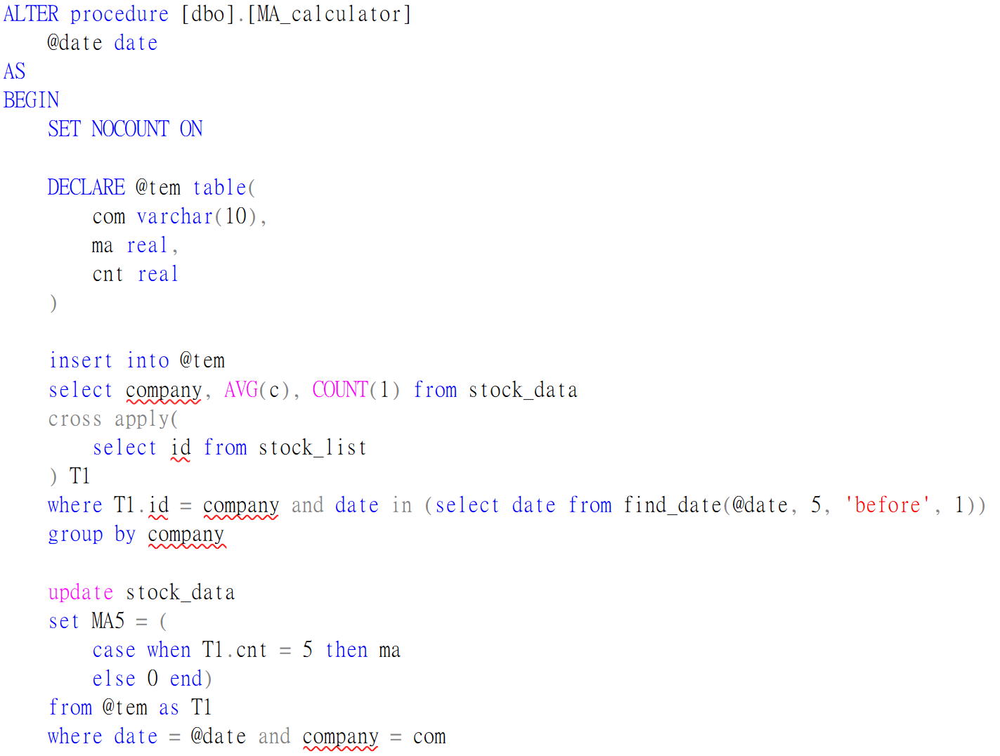 ALTER procedure [dbo].[MA_calculator]
    @date date
AS
BEGIN
    SET NOCOUNT ON
    DECLARE @tem table(
        com varchar(10),
        ma real,
        cnt real
    )
    insert into @tem
    select company, AVG(c), COUNT(1) from stock_data
    cross apply(
        select id from stock_list
    ) T1
    where T1.id = company and date in (select date from find_date(@date, 5, 'before', 1))
    group by company
    update stock_data
    set MA5 = (
        case when T1.cnt = 5 then ma
        else 0 end)
    from @tem as T1
    where date = @date and company = com